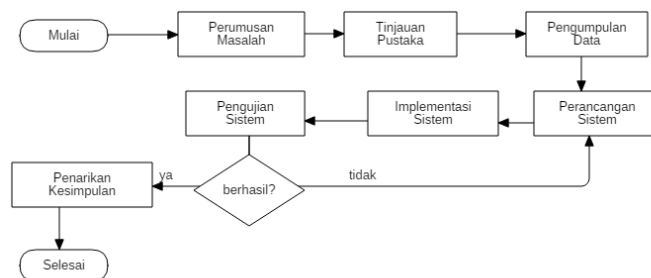 Mulai
Perumusan
Masalah
Tinjauan
Pustaka
Pengumpulan
Data
Pengujian
Sistem
Implementasi
Sistem
Perancangan
Sistem
Penarikan
Kesimpulan
ya
berhasil?
tidak
Selesai